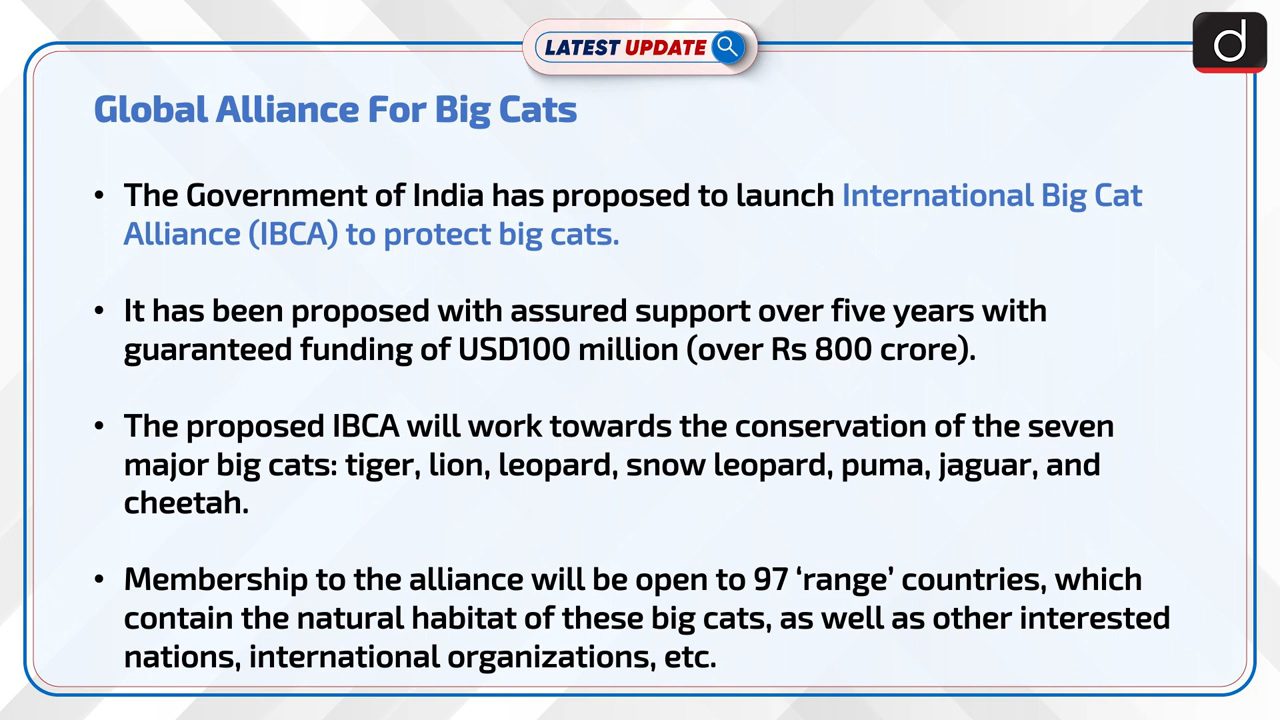 LATEST UPDATE
d
Global Alliance For Big Cats
• The Government of India has proposed to launch International Big Cat
Alliance (IBCA) to protect big cats.
• It has been proposed with assured support over five years with
guaranteed funding of USD100 million (over Rs 800 crore).
• The proposed IBCA will work towards the conservation of the seven
major big cats: tiger, lion, leopard, snow leopard, puma, jaguar, and
cheetah.
• Membership to the alliance will be open to 97 ‘range’ countries, which
contain the natural habitat of these big cats, as well as other interested
nations, international organizations, etc.